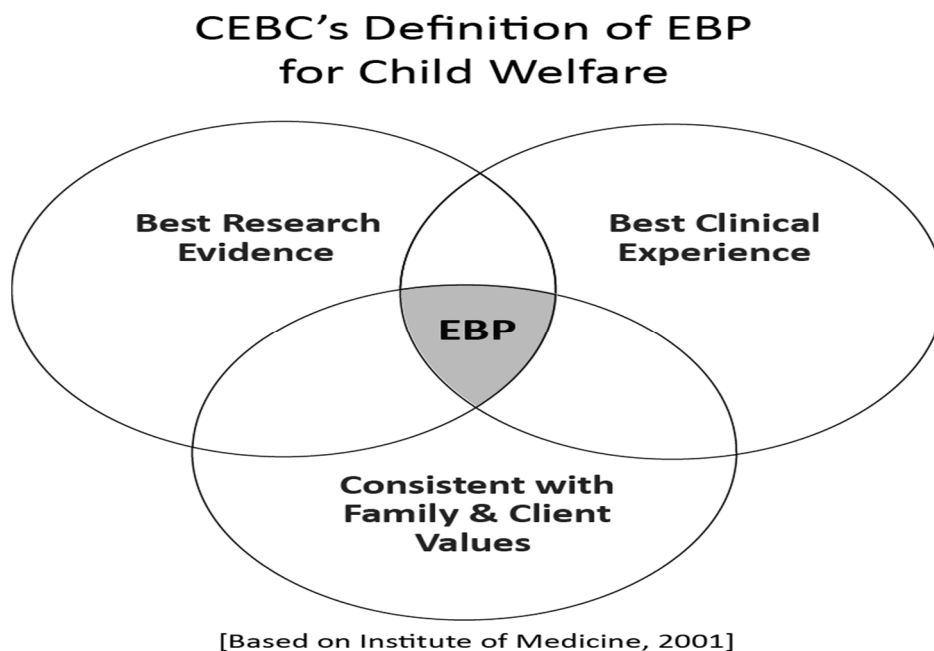 CEBC's Definition of EBP
for Child Welfare
Best Research
Evidence
Best Clinical
Experience
EBP
Consistent with
Family & Client
Values
[Based on Institute of Medicine, 2001]